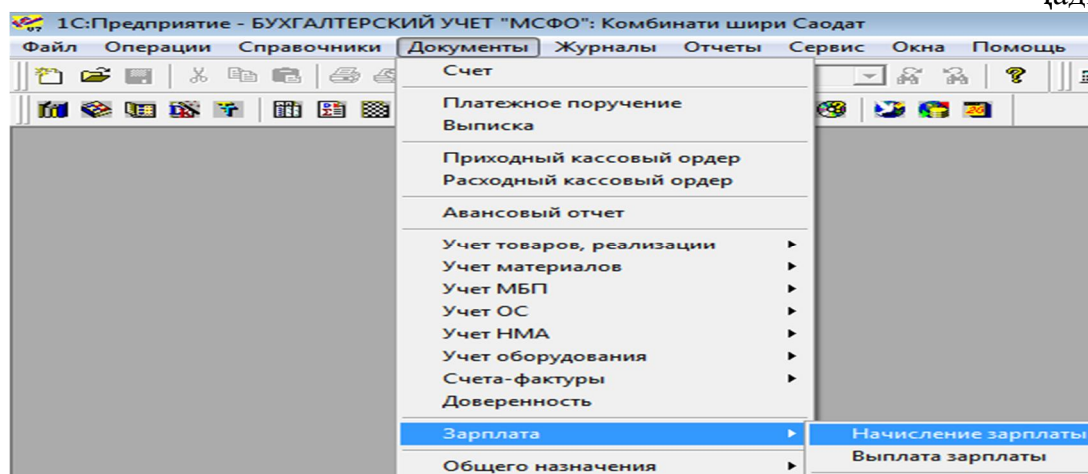 1С:Предприятие - БУХГАЛТЕРСКИЙ УЧЕТ "МСФО": Комбинати шири Саодат
Файл Операции Справочники Документы Журналы Отчеты Сервис Окна Помощь
Счет
Платежное поручение
Выписка
Приходный кассовый ордер
Расходный кассовый ордер
Авансовый отчет
Учет товаров, реализации
Учет материалов
Учет МБП
Учет ОС
Учет НМА
Учет оборудования
Счета-фактуры
Доверенность
Зарплата
Начисление зарплаты
Выплата зарплаты
Общего назначения